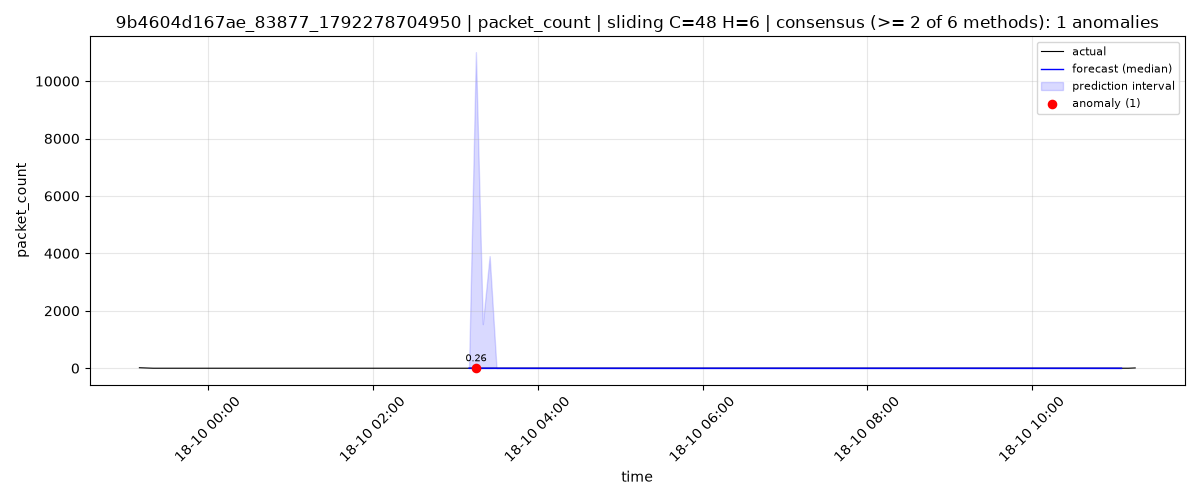 9b4604d167ae_83877_1792278704950 | packet_count | sliding C=48 H=6 | consensus (>= 2 of 6 methods): 1 anomalies
actual
forecast (median)
prediction interval
anomaly (1)
packet_count
10000
8000
6000
4000
2000
0
0.26
18-10 00:00
18-10 02:00
18-10 04:00
18-10 06:00
18-10 08:00
18-10 10:00
time